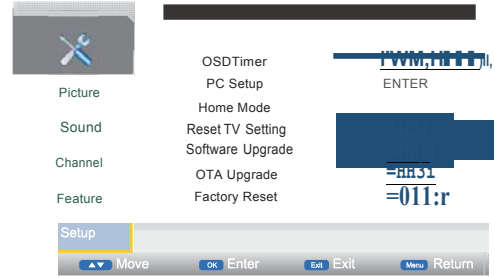 OSDTimer
PC Setup ENTER
Picture
Home Mode
Sound
Reset TV Setting
Software Upgrade
Channel
OTA Upgrade
Feature
Factory Reset
Setup
▲▼ Move OK Enter Exit Exit Menu Return